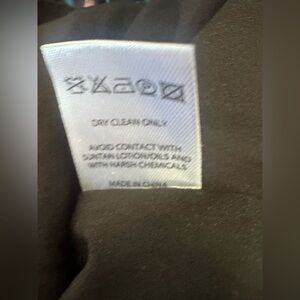 DRY CLEAN ONLY
AVOID CONTACT WITH
SUNTAN LOTION/OILS AND
WITH HARSH CHEMICALS
MADE IN CHINA